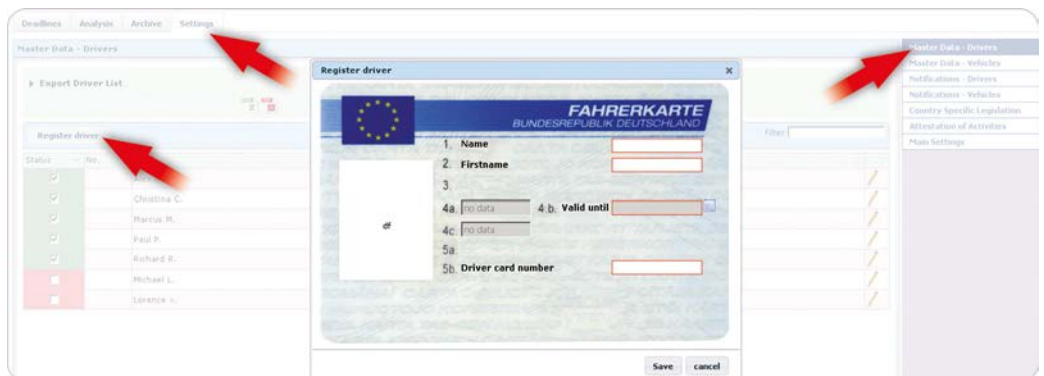 Deadlines Analysis Archive Settings
Master Data - Drivers
Export Driver List
Register driver
Filter
Status No.
Christina C.
Marcus M.
Paul P.
Richard R.
Michael L.
Register driver x
FAHRERKARTE
BUNDESREPUBLIK DEUTSCHLAND
1. Name
2. Firstname
3.
4a. no data 4.b. Valid until
4c. no data
5a.
5b. Driver card number
Save cancel
Master Data - Drivers
Master Data - Vehicles
Notifications - Drivers
Notifications - Vehicles
Country Specific Legislation
Attestation of Activities
Main Settings